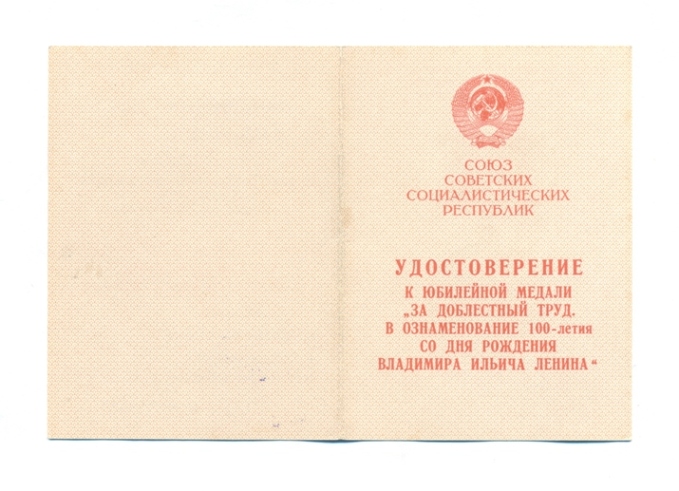 СОЮЗ
СОВЕТСКИХ
СОЦИАЛИСТИЧЕСКИХ
РЕСПУБЛИК
УДОСТОВЕРЕНИЕ
К ЮБИЛЕЙНОЙ МЕДАЛИ
„ЗА ДОБЛЕСТНЫЙ ТРУД.
В ОЗНАМЕНОВАНИЕ 100-летия
СО ДНЯ РОЖДЕНИЯ
ВЛАДИМИРА ИЛЬИЧА ЛЕНИНА“